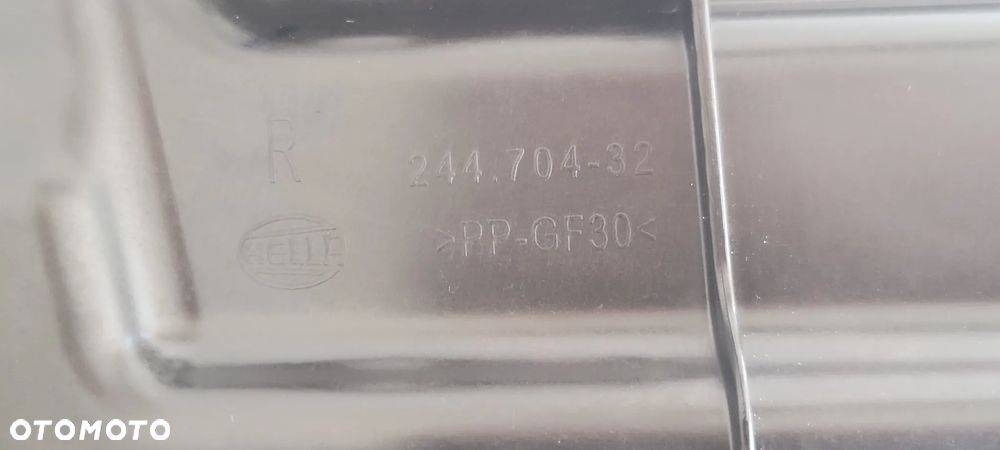 R
244.704-32
HELLA
>PP-GF30<
OTOMOTO